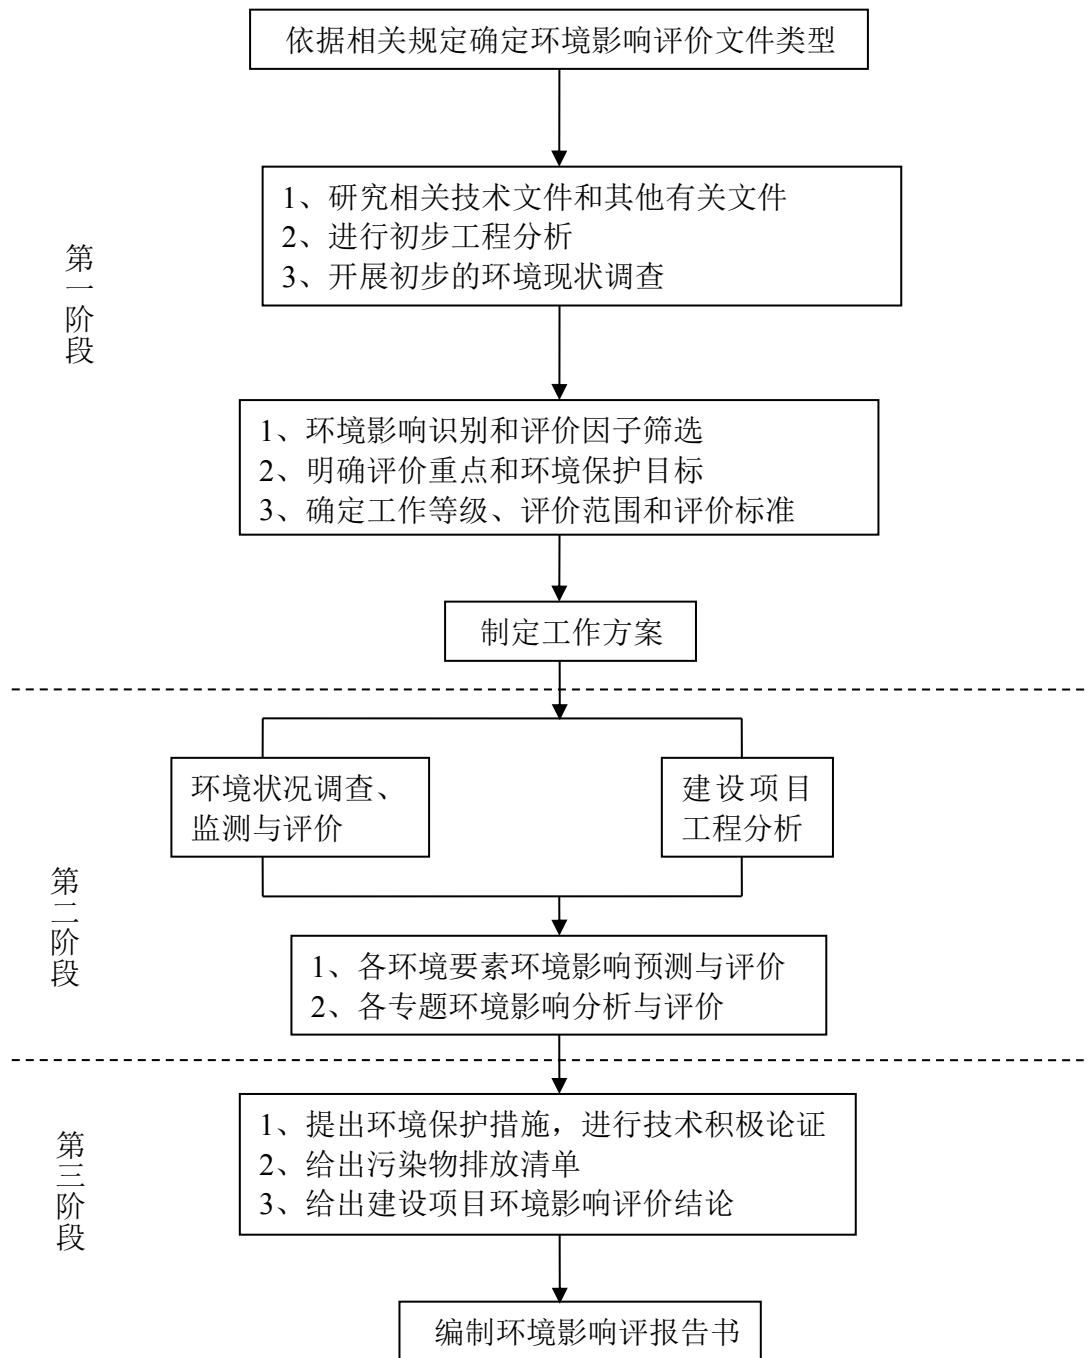 依据相关规定确定环境影响评价文件类型
1、研究相关技术文件和其他有关文件
2、进行初步工程分析
3、开展初步的环境现状调查
第一阶段
1、环境影响识别和评价因子筛选
2、明确评价重点和环境保护目标
3、确定工作等级、评价范围和评价标准
制定工作方案
环境状况调查、
监测与评价
建设项目
工程分析
第二阶段
1、各环境要素环境影响预测与评价
2、各专题环境影响分析与评价
第三阶段
1、提出环境保护措施，进行技术积极论证
2、给出污染物排放清单
3、给出建设项目环境影响评价结论
编制环境影响评报告书